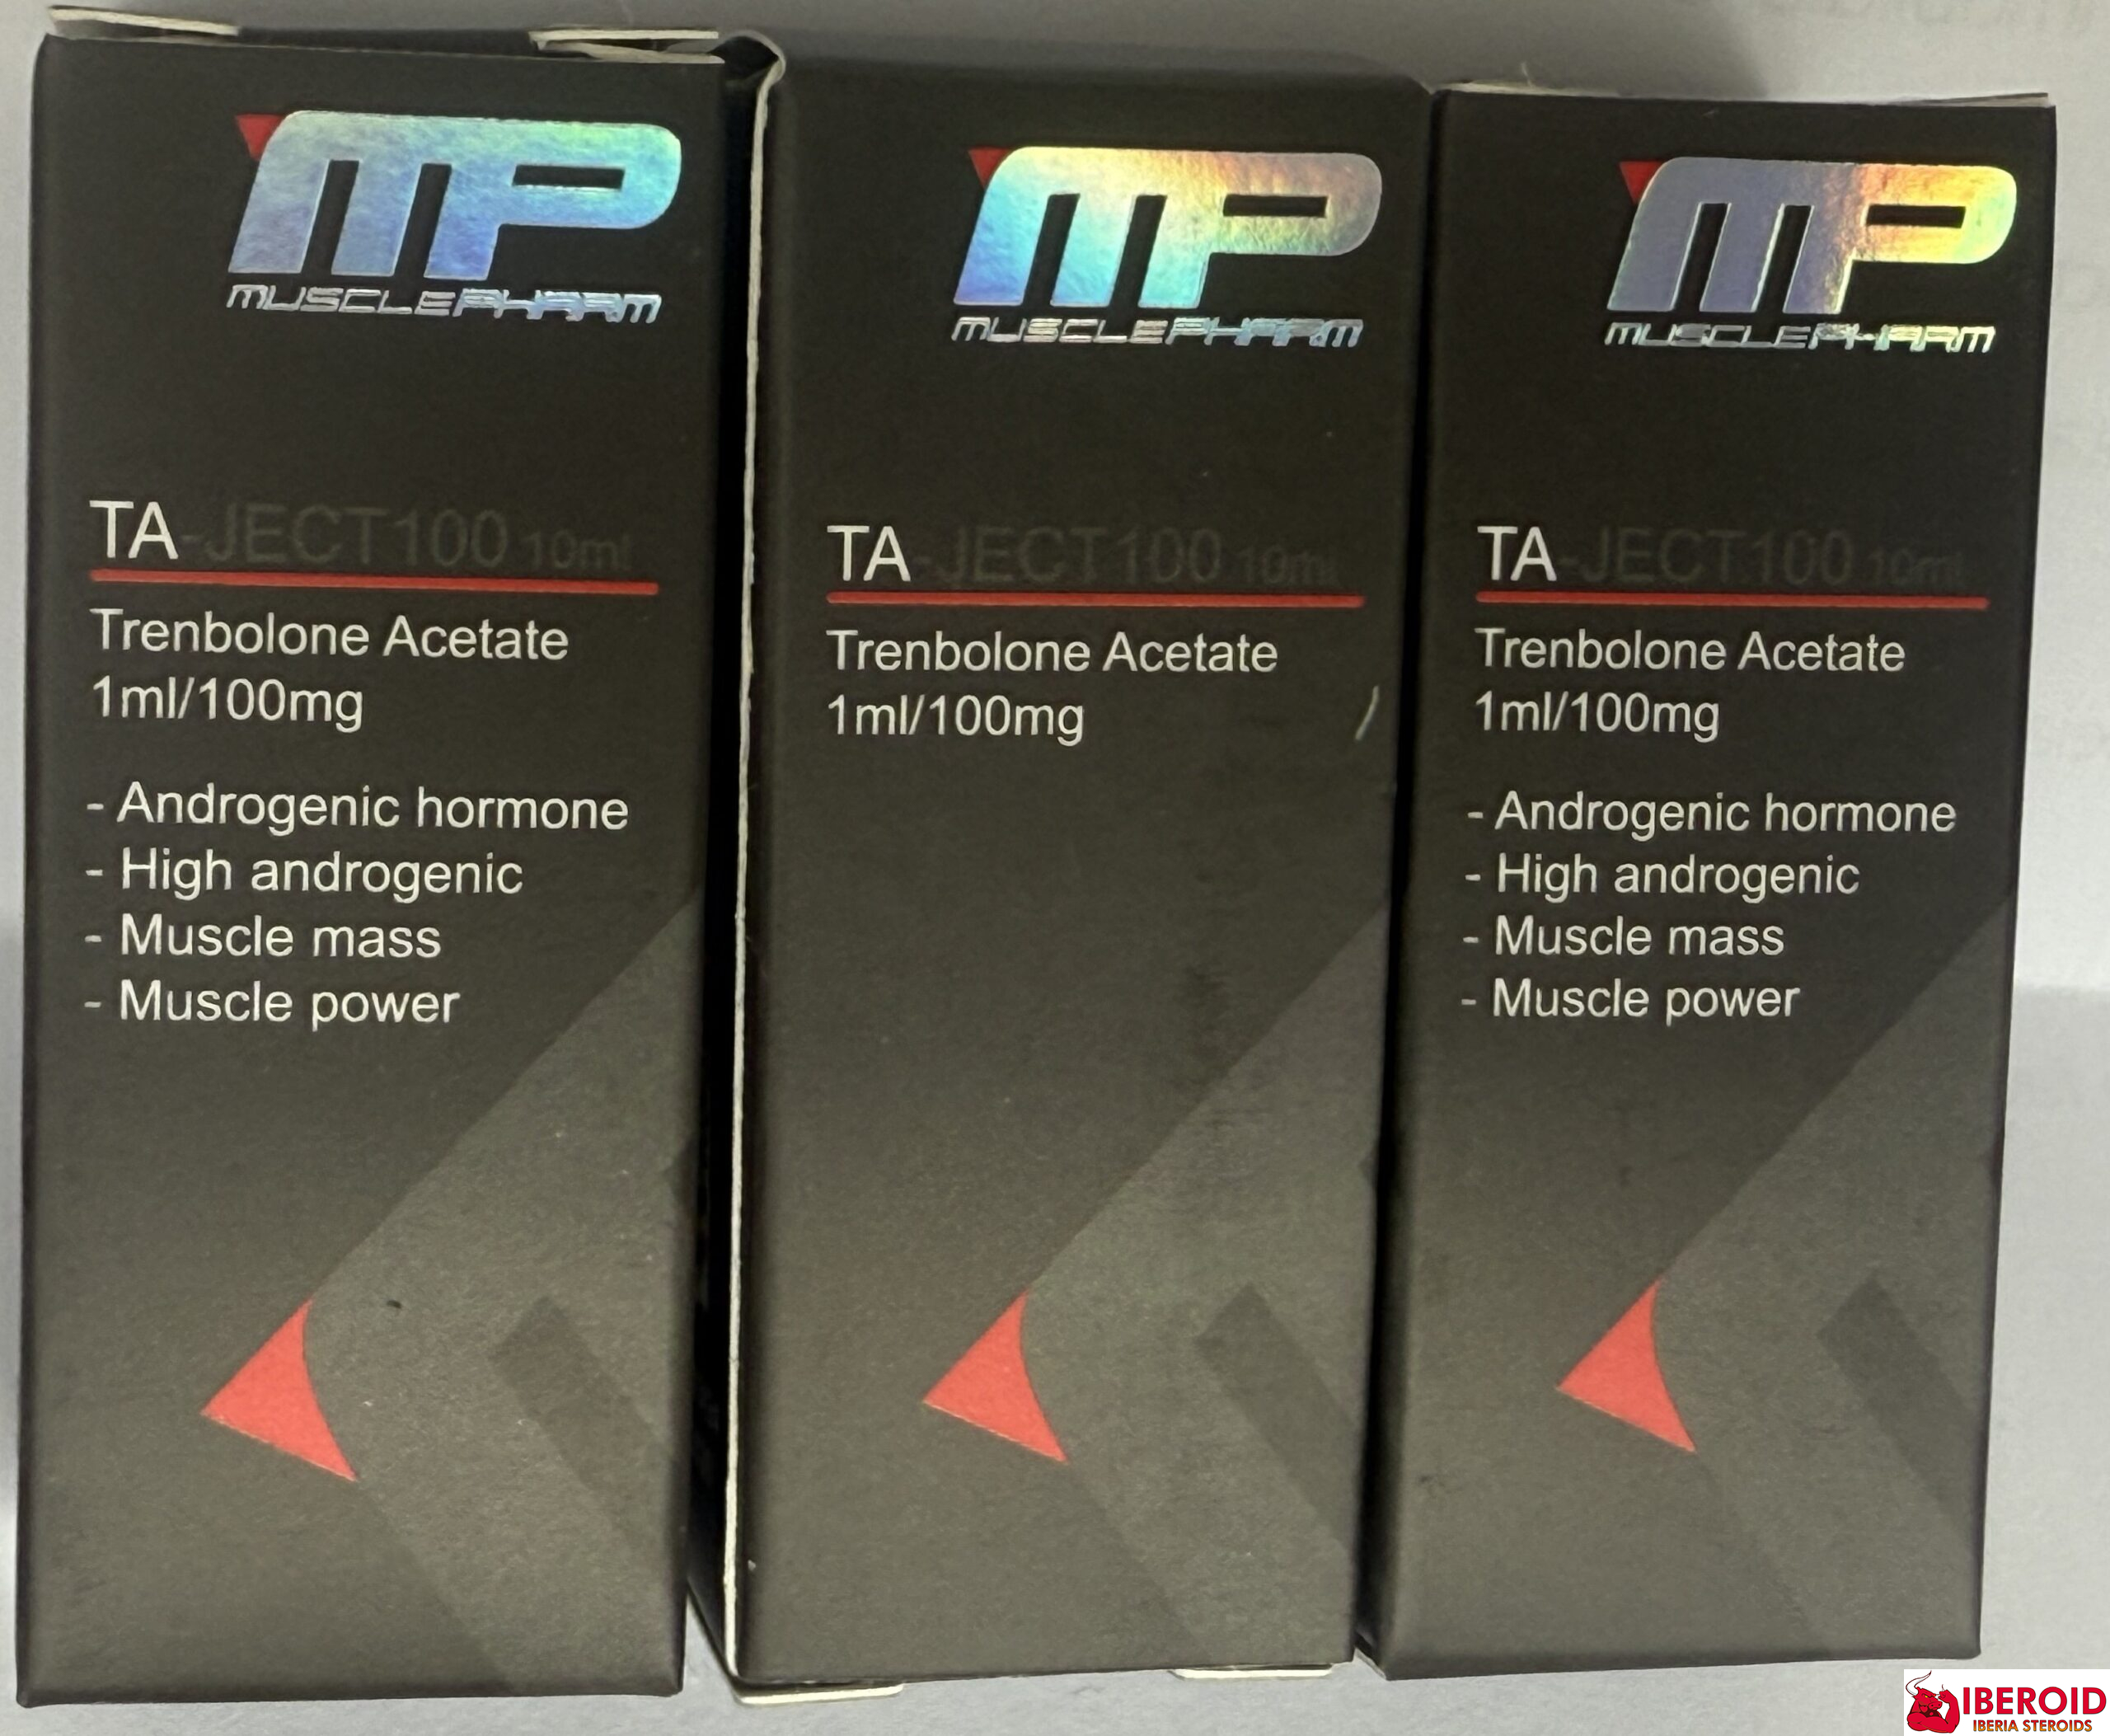 MP
MUSCLEPHARM
TA-JECT100 10ml
Trenbolone Acetate
1ml/100mg
- Androgenic hormone
- High androgenic
- Muscle mass
- Muscle power
MP
MUSCLEPHARM
TA-JECT100 10ml
Trenbolone Acetate
1ml/100mg
MP
MUSCLEPHARM
TA-JECT100 10ml
Trenbolone Acetate
1ml/100mg
- Androgenic hormone
- High androgenic
- Muscle mass
- Muscle power
IBEROID
IBERIA STEROIDS